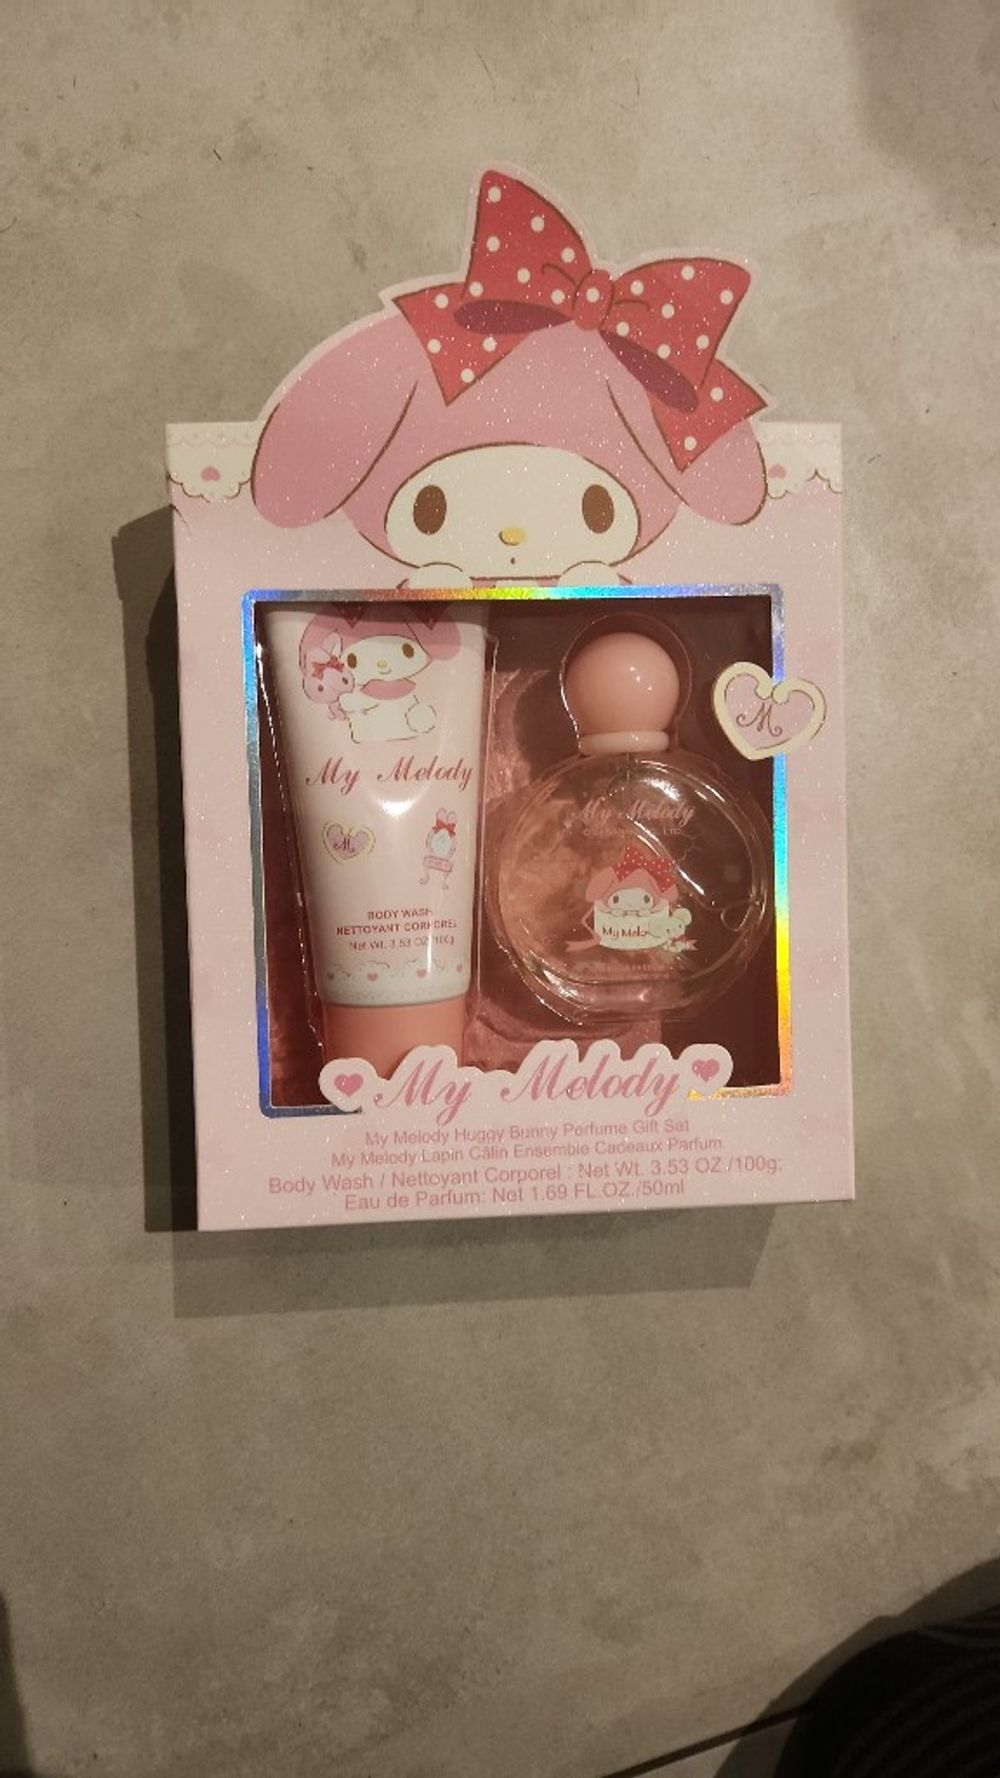 My Melody
M
BODY WASH
NETTOYANT CORPOREL
Net Wt. 3.53 OZ./100g
My Melody
My Melo
M
My Melody
My Melody Huggy Bunny Perfume Gift Set
My Melody Lapin Câlin Ensemble Cadeaux Parfum
Body Wash / Nettoyant Corporel : Net Wt. 3.53 OZ./100g;
Eau de Parfum: Net 1.69 FL.OZ./50ml